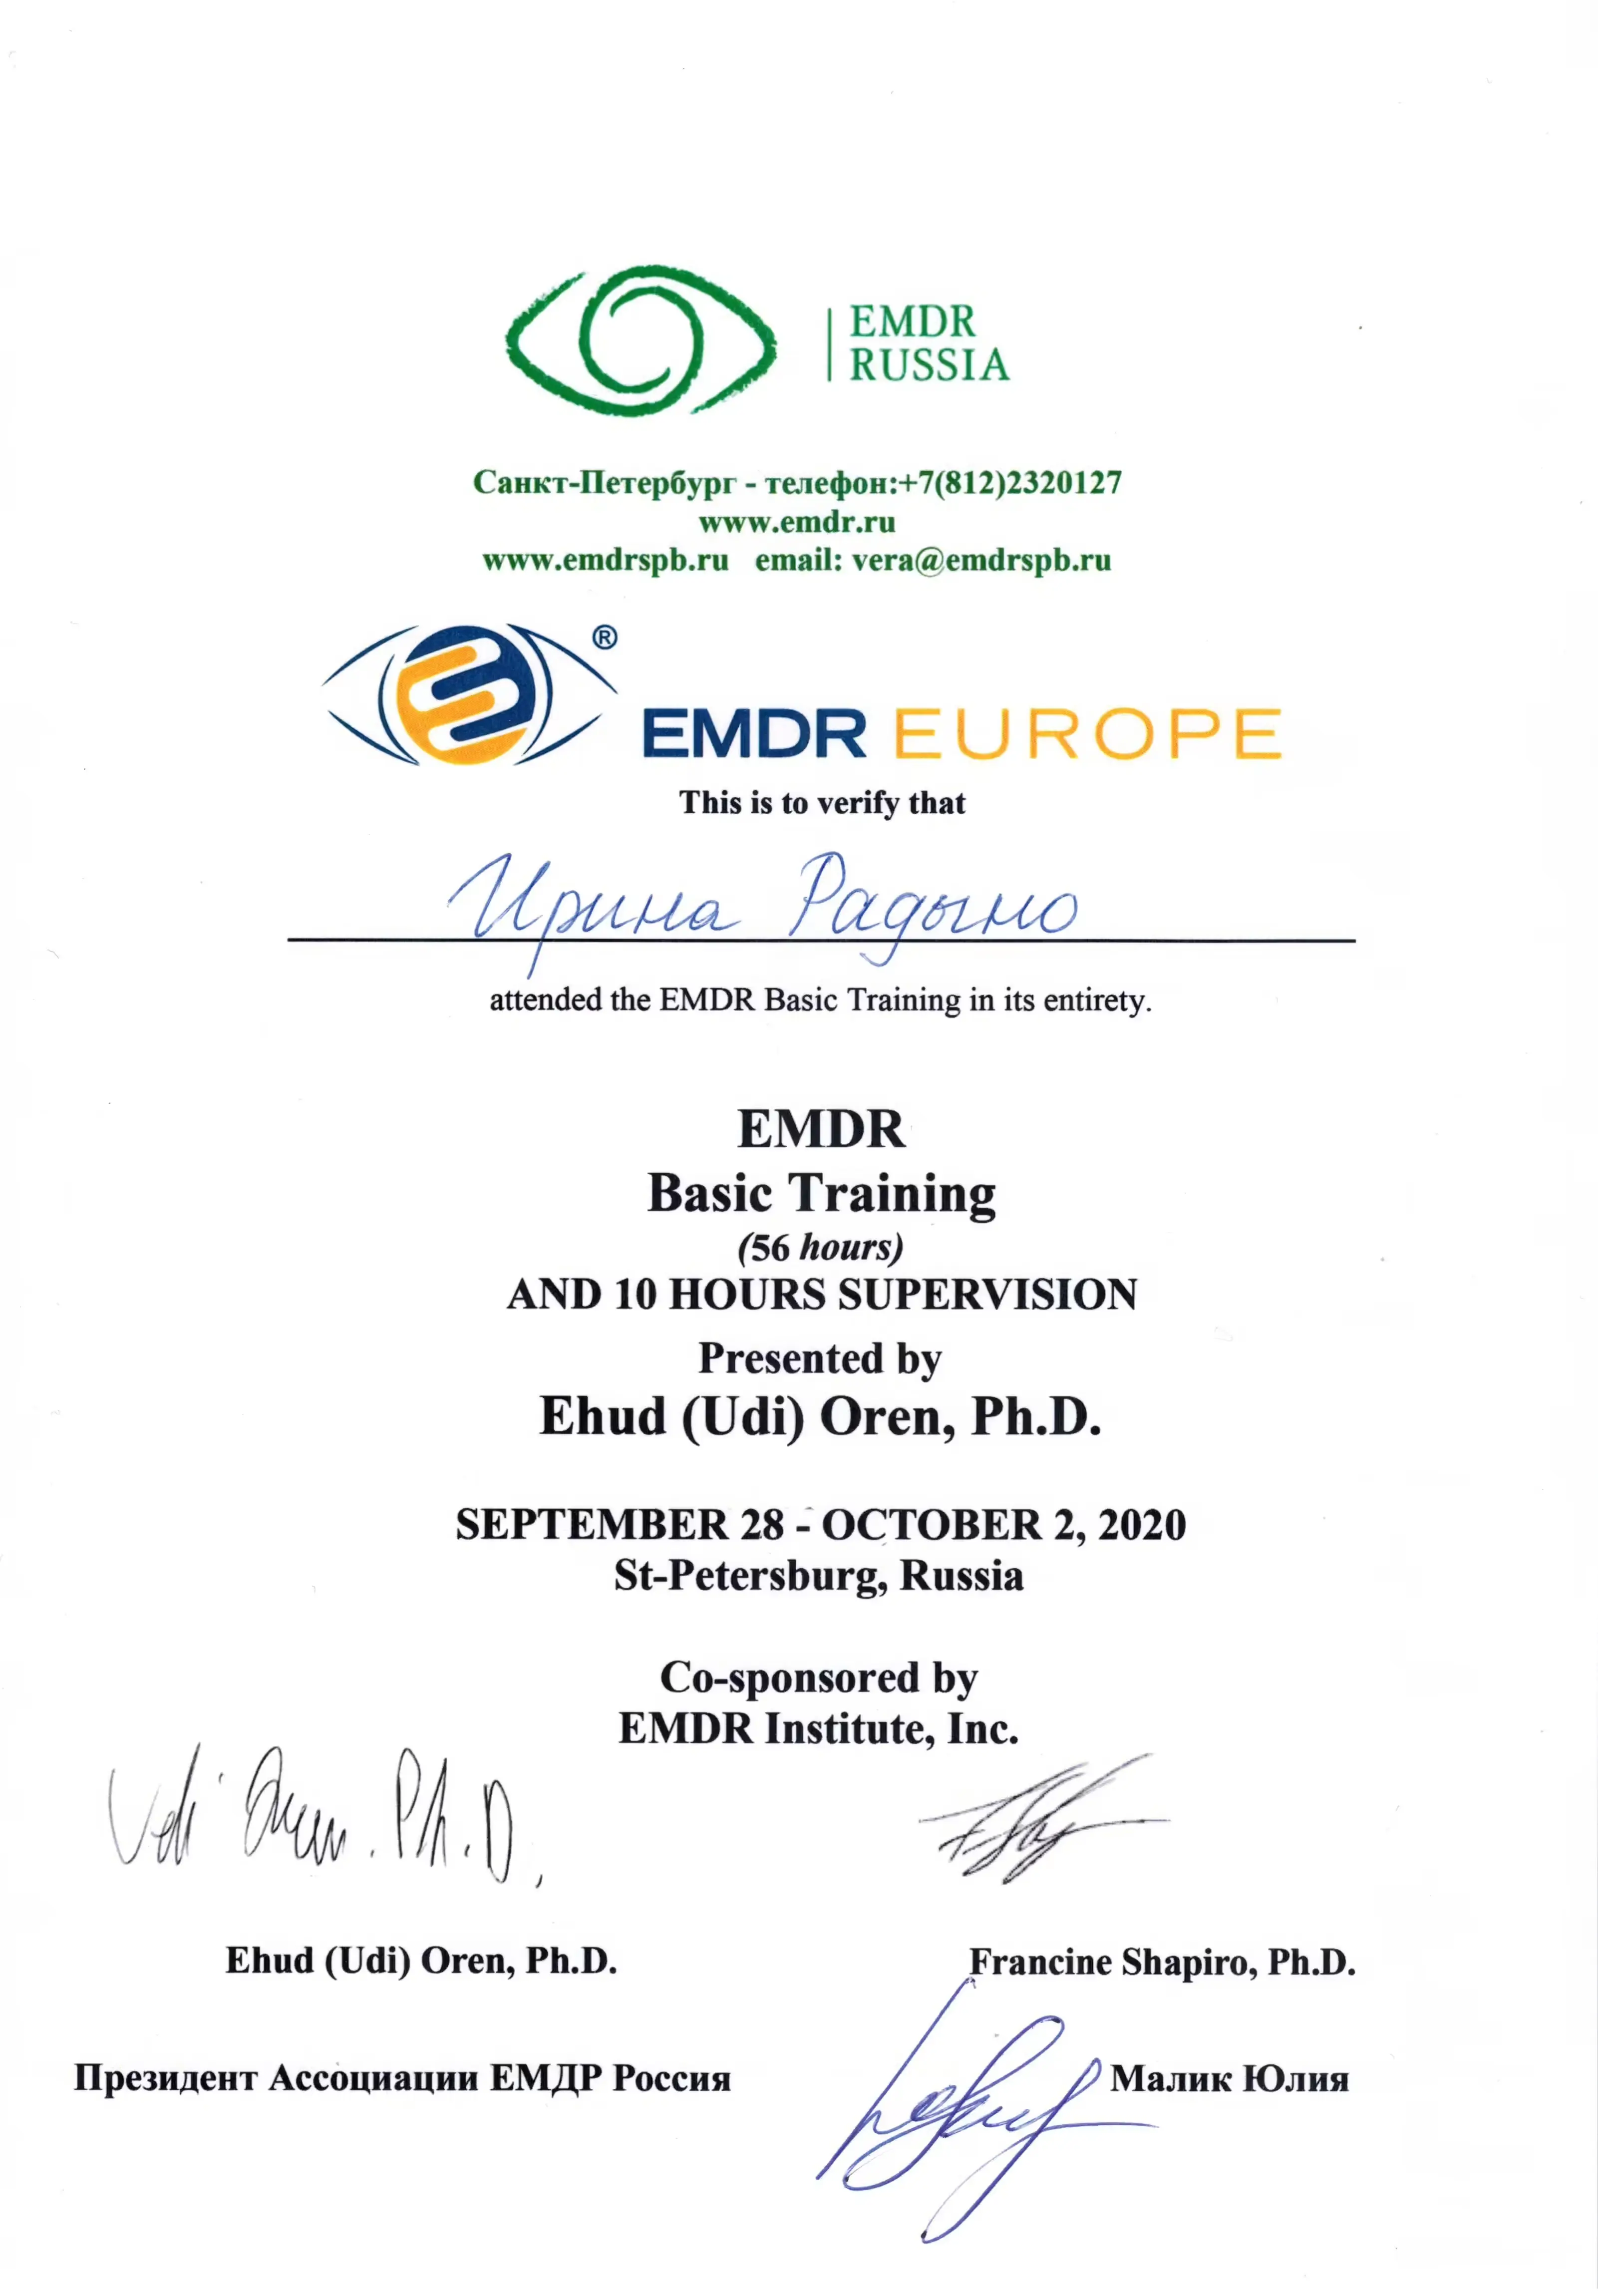 EMDR
RUSSIA
Санкт-Петербург - телефон:+7(812)2320127
www.emdr.ru
www.emdrspb.ru email: vera@emdrspb.ru
®
EMDR EUROPE
This is to verify that
Ирина Радыно
attended the EMDR Basic Training in its entirety.
EMDR
Basic Training
(56 hours)
AND 10 HOURS SUPERVISION
Presented by
Ehud (Udi) Oren, Ph.D.
SEPTEMBER 28 - OCTOBER 2, 2020
St-Petersburg, Russia
Co-sponsored by
EMDR Institute, Inc.
Udi Oren. Ph.D.
Ehud (Udi) Oren, Ph.D.
Francine Shapiro, Ph.D.
Президент Ассоциации ЕМДР Россия
Малик Юлия